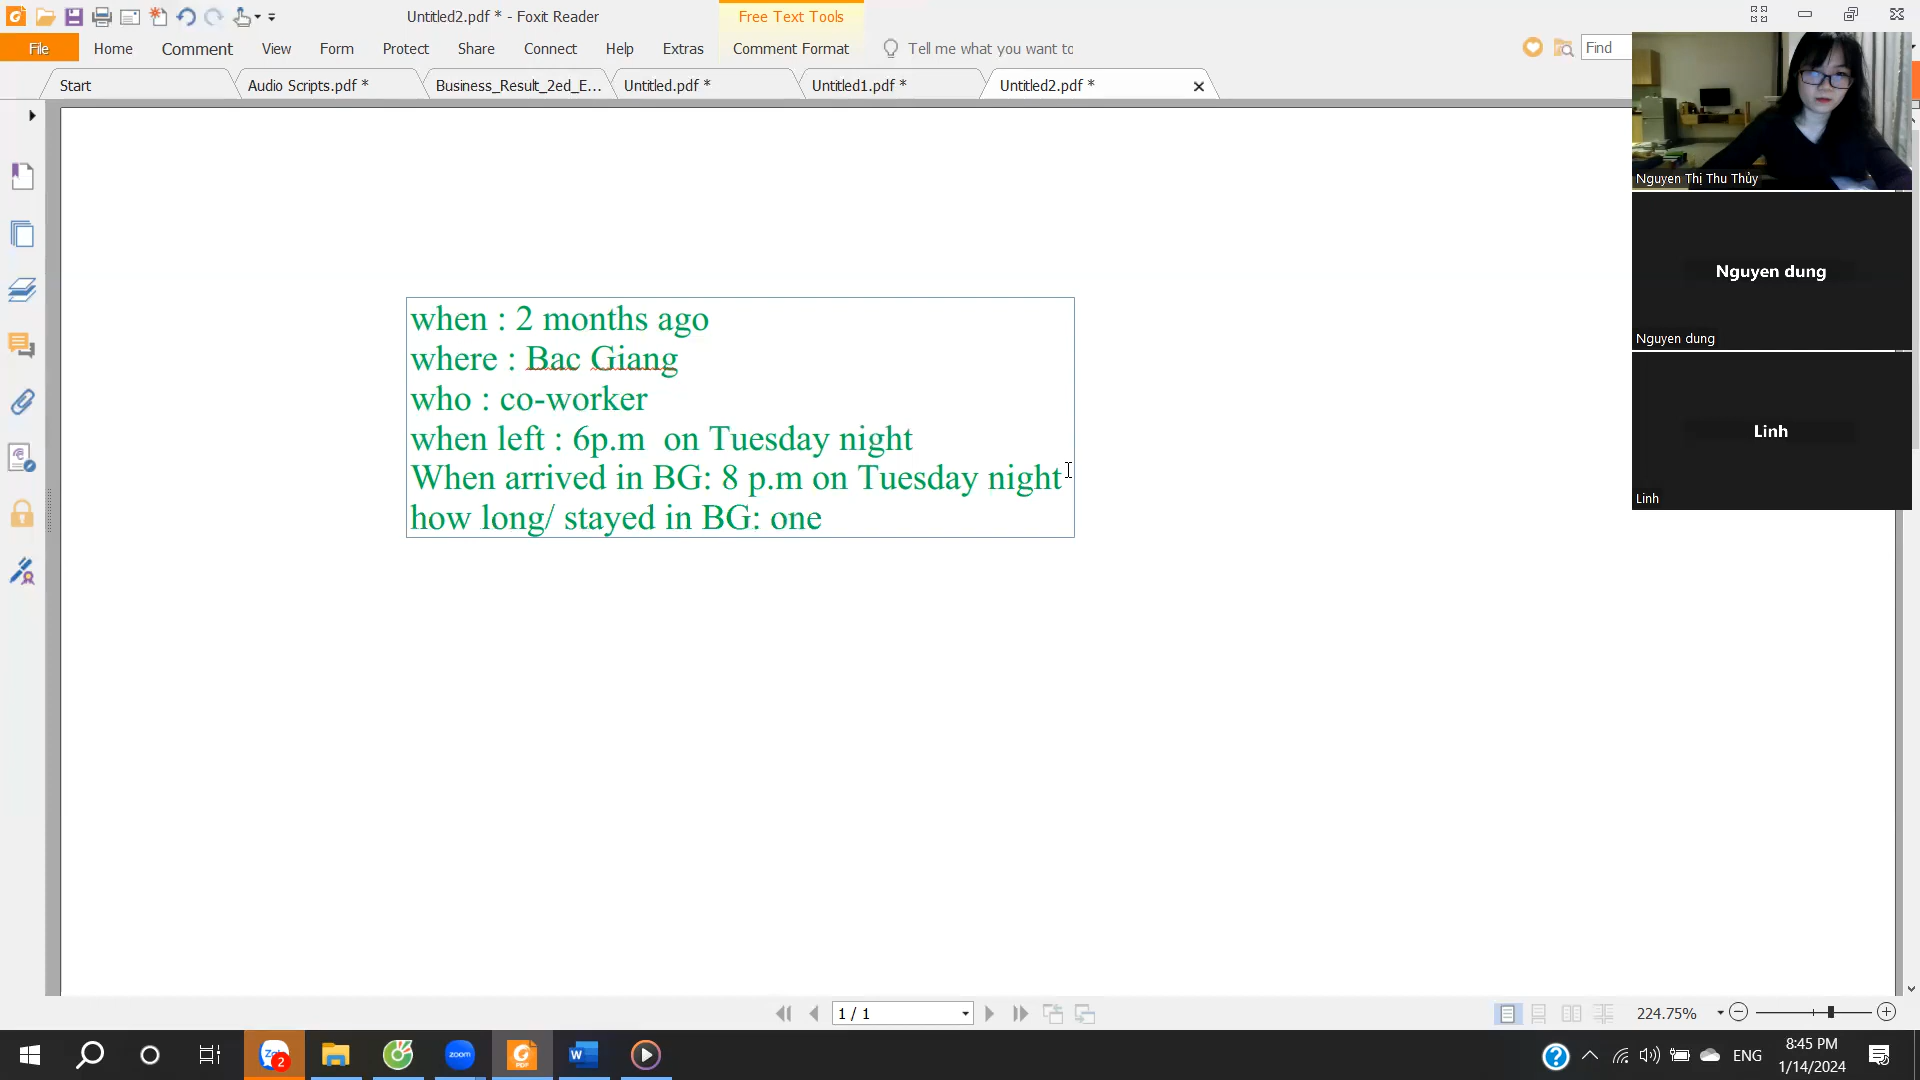 Untitled2.pdf * - Foxit Reader
Free Text Tools
File
Home
Comment
View
Form
Protect
Share
Connect
Help
Extras
Comment Format
Tell me what you want to
Find
Start
Audio Scripts.pdf *
Business_Result_2ed_E...
Untitled.pdf *
Untitled1.pdf *
Untitled2.pdf *
when : 2 months ago
where : Bac Giang
who : co-worker
when left : 6p.m  on Tuesday night
When arrived in BG: 8 p.m on Tuesday night
how long/ stayed in BG: one
Nguyen Thị Thu Thủy
Nguyen dung
Nguyen dung
Linh
Linh
1 / 1
224.75%
2
zoom
PDF
W
ENG
8:45 PM
1/14/2024